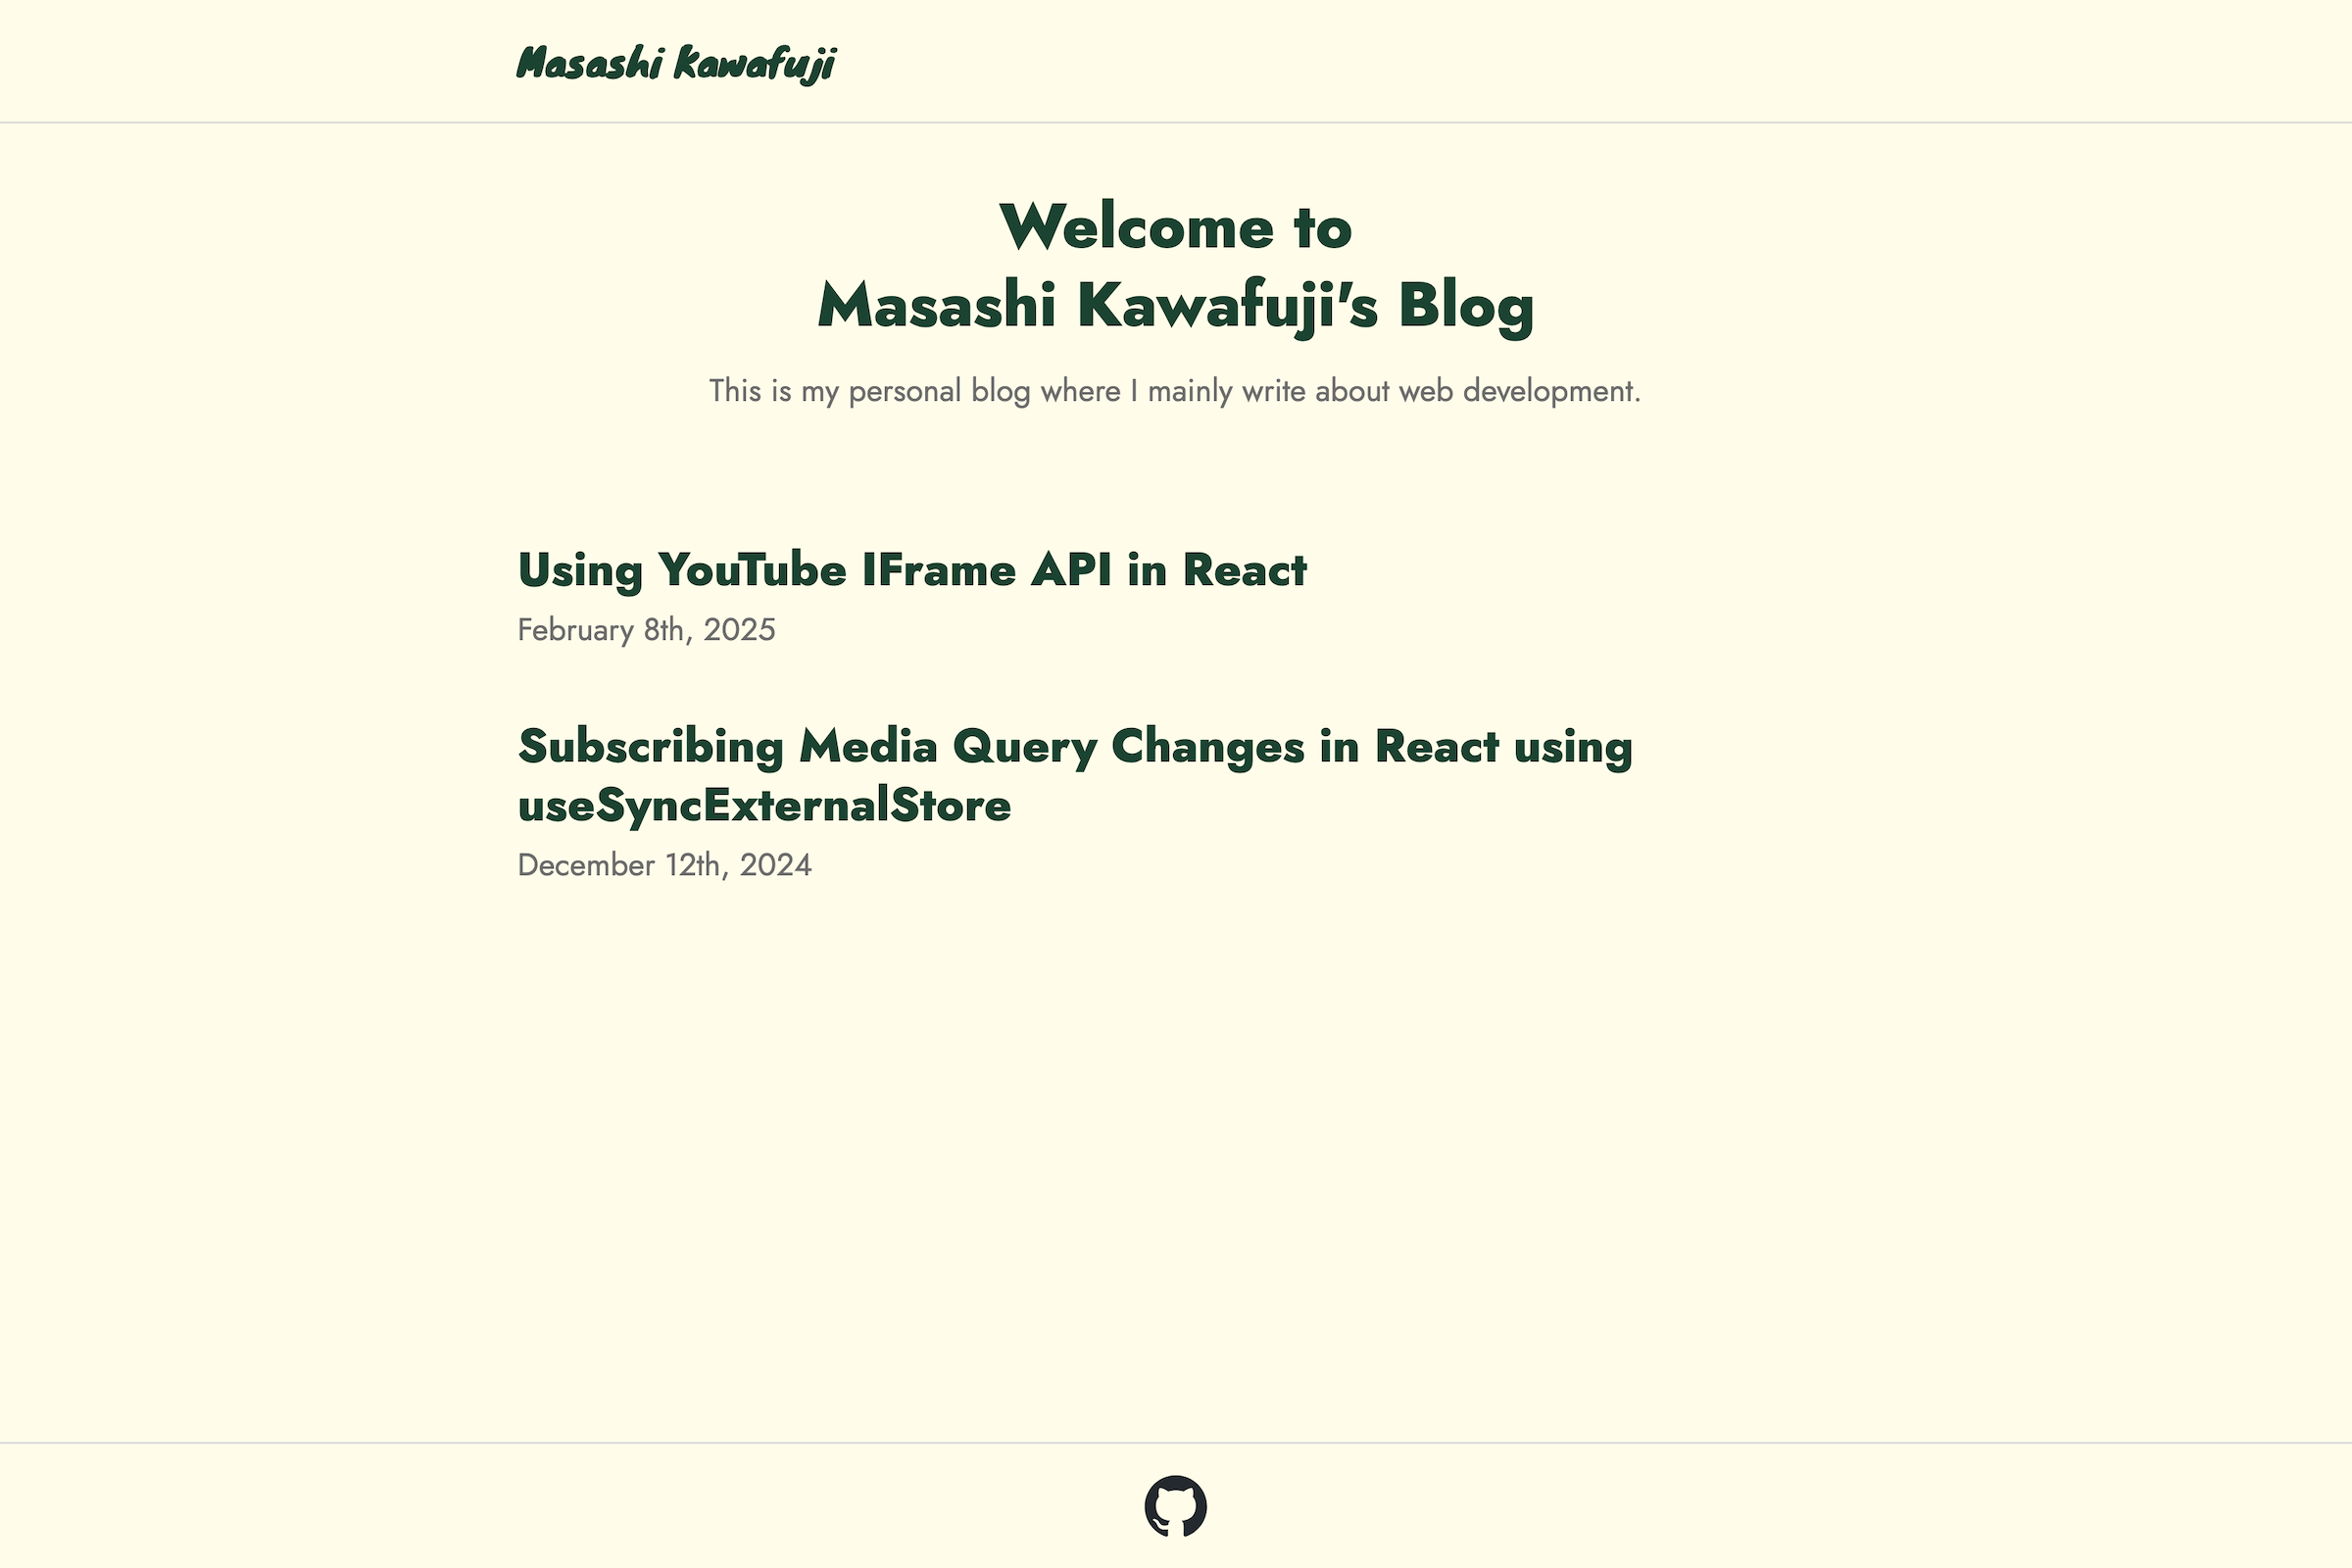 Masashi Kawafuji
Welcome to
Masashi Kawafuji's Blog
This is my personal blog where I mainly write about web development.
Using YouTube IFrame API in React
February 8th, 2025
Subscribing Media Query Changes in React using
useSyncExternalStore
December 12th, 2024